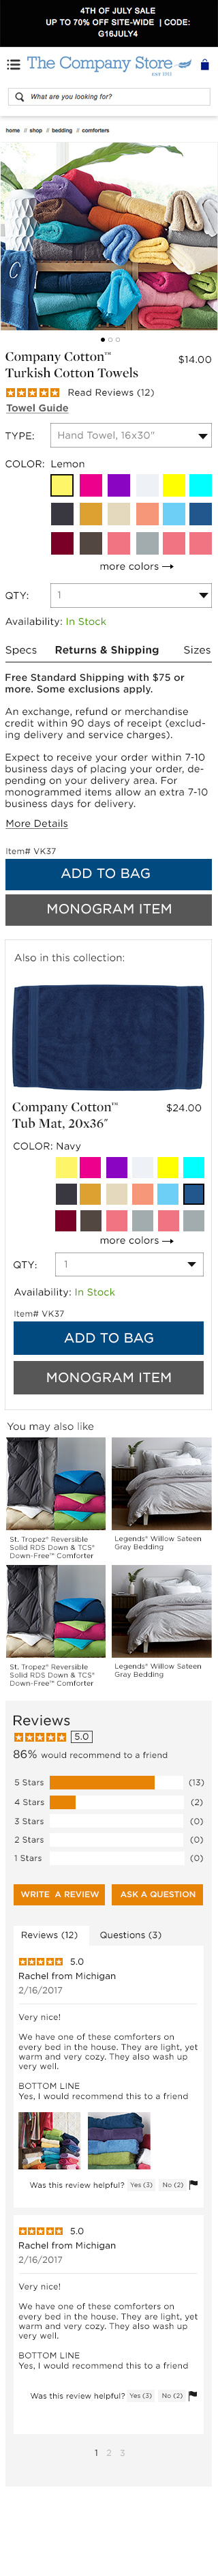 4TH OF JULY SALE
UP TO 70% OFF SITE-WIDE | CODE:
G16JULY4
The Company Store
EST 1911
What are you looking for?
home // shop // bedding // comforters
Company Cotton™
Turkish Cotton Towels
$14.00
Read Reviews (12)
Towel Guide
TYPE: Hand Towel, 16x30"
COLOR: Lemon
more colors
QTY: 1
Availability: In Stock
Specs Returns & Shipping Sizes
Free Standard Shipping with $75 or
more. Some exclusions apply.
An exchange, refund or merchandise
credit within 90 days of receipt (exclud-
ing delivery and service charges).
Expect to receive your order within 7-10
business days of placing your order, de-
pending on your delivery area. For
monogrammed items allow an extra 7-10
business days for delivery.
More Details
Item# VK37
ADD TO BAG
MONOGRAM ITEM
Also in this collection:
Company Cotton™
Tub Mat, 20x36"
$24.00
COLOR: Navy
more colors
QTY: 1
Availability: In Stock
Item# VK37
ADD TO BAG
MONOGRAM ITEM
You may also like
St. Tropez® Reversible
Solid RDS Down & TCS®
Down-Free™ Comforter
Legends® Willow Sateen
Gray Bedding
St. Tropez® Reversible
Solid RDS Down & TCS®
Down-Free™ Comforter
Legends® Willow Sateen
Gray Bedding
Reviews
5.0
86% would recommend to a friend
5 Stars (13)
4 Stars (2)
3 Stars (0)
2 Stars (0)
1 Stars (0)
WRITE A REVIEW
ASK A QUESTION
Reviews (12) Questions (3)
5.0
Rachel from Michigan
2/16/2017
Very nice!
We have one of these comforters on
every bed in the house. They are light, yet
warm and very cozy. They also wash up
very well.
BOTTOM LINE
Yes, I would recommend this to a friend
Was this review helpful? Yes (3) No (2)
5.0
Rachel from Michigan
2/16/2017
Very nice!
We have one of these comforters on
every bed in the house. They are light, yet
warm and very cozy. They also wash up
very well.
BOTTOM LINE
Yes, I would recommend this to a friend
Was this review helpful? Yes (3) No (2)
1 2 3